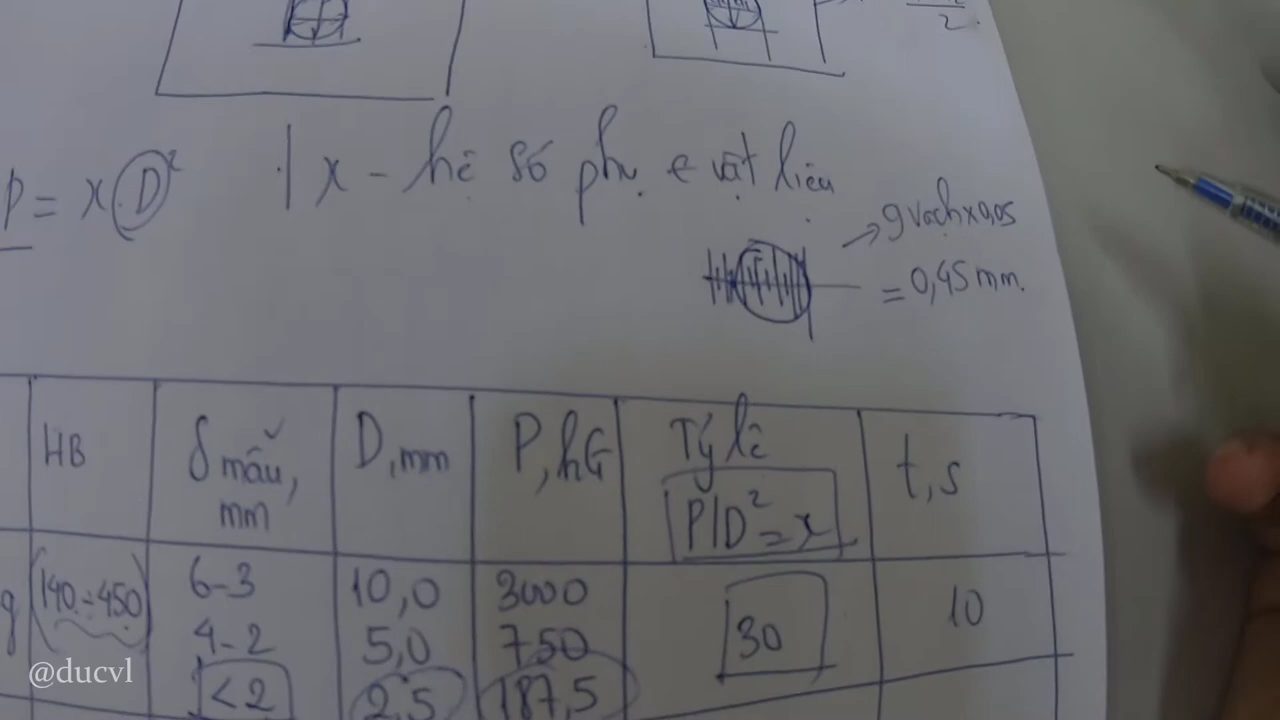 2
P = x D²
x - hệ số phụ € vật liệu
9 vạch x 0,05
= 0,45 mm.
HB δ mẫu, mm D, mm P, kG Tỷ lệ P/D² = x t, s
(140÷450) 6-3 10,0 3000 30 10
4-2 5,0 750
<2 2,5 187,5
@ducvl